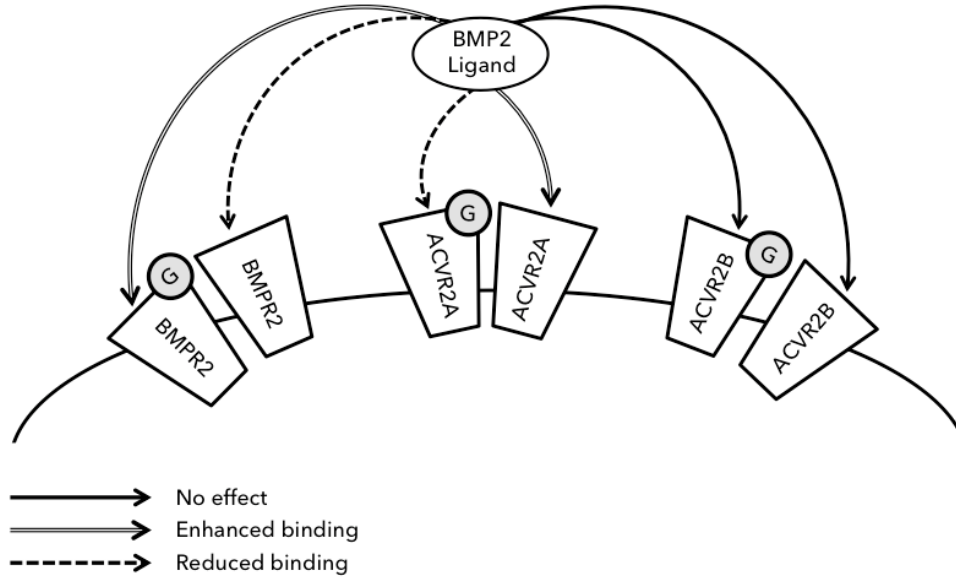 BMP2
Ligand
G
BMPR2
BMPR2
G
ACVR2A
ACVR2A
G
ACVR2B
ACVR2B
No effect
Enhanced binding
Reduced binding